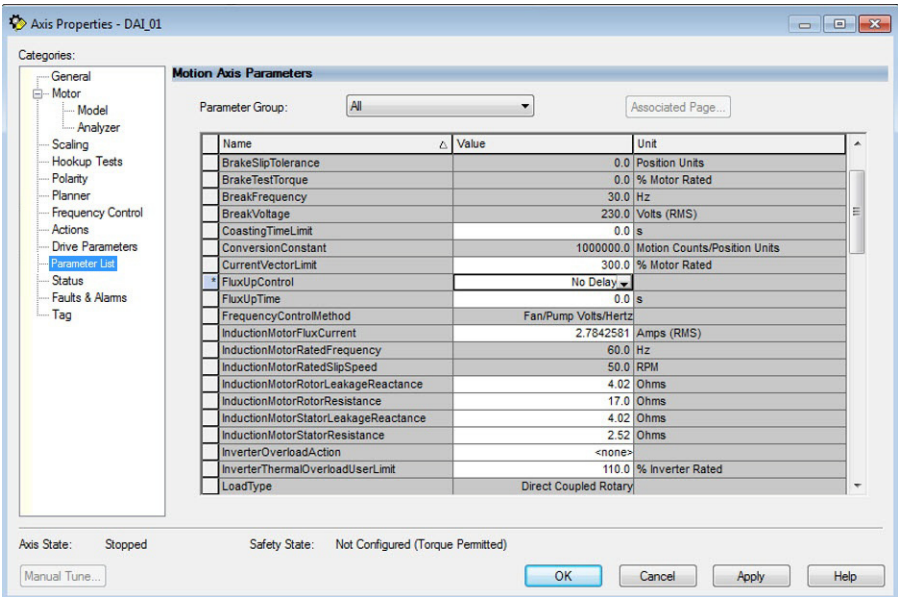 Axis Properties - DAI_01
Categories:
General
Motor
Model
Analyzer
Scaling
Hookup Tests
Polarity
Planner
Frequency Control
Actions
Drive Parameters
Parameter List
Status
Faults & Alarms
Tag
Motion Axis Parameters
Parameter Group: All Associated Page...
Name Value Unit
BrakeSlipTolerance 0.0 Position Units
BrakeTestTorque 0.0 % Motor Rated
BreakFrequency 30.0 Hz
BreakVoltage 230.0 Volts (RMS)
CoastingTimeLimit 0.0 s
ConversionConstant 1000000.0 Motion Counts/Position Units
CurrentVectorLimit 300.0 % Motor Rated
* FluxUpControl No Delay
FluxUpTime 0.0 s
FrequencyControlMethod Fan/Pump Volts/Hertz
InductionMotorFluxCurrent 2.7842581 Amps (RMS)
InductionMotorRatedFrequency 60.0 Hz
InductionMotorRatedSlipSpeed 50.0 RPM
InductionMotorRotorLeakageReactance 4.02 Ohms
InductionMotorRotorResistance 17.0 Ohms
InductionMotorStatorLeakageReactance 4.02 Ohms
InductionMotorStatorResistance 2.52 Ohms
InverterOverloadAction <none>
InverterThermalOverloadUserLimit 110.0 % Inverter Rated
LoadType Direct Coupled Rotary
Axis State: Stopped Safety State: Not Configured (Torque Permitted)
Manual Tune... OK Cancel Apply Help